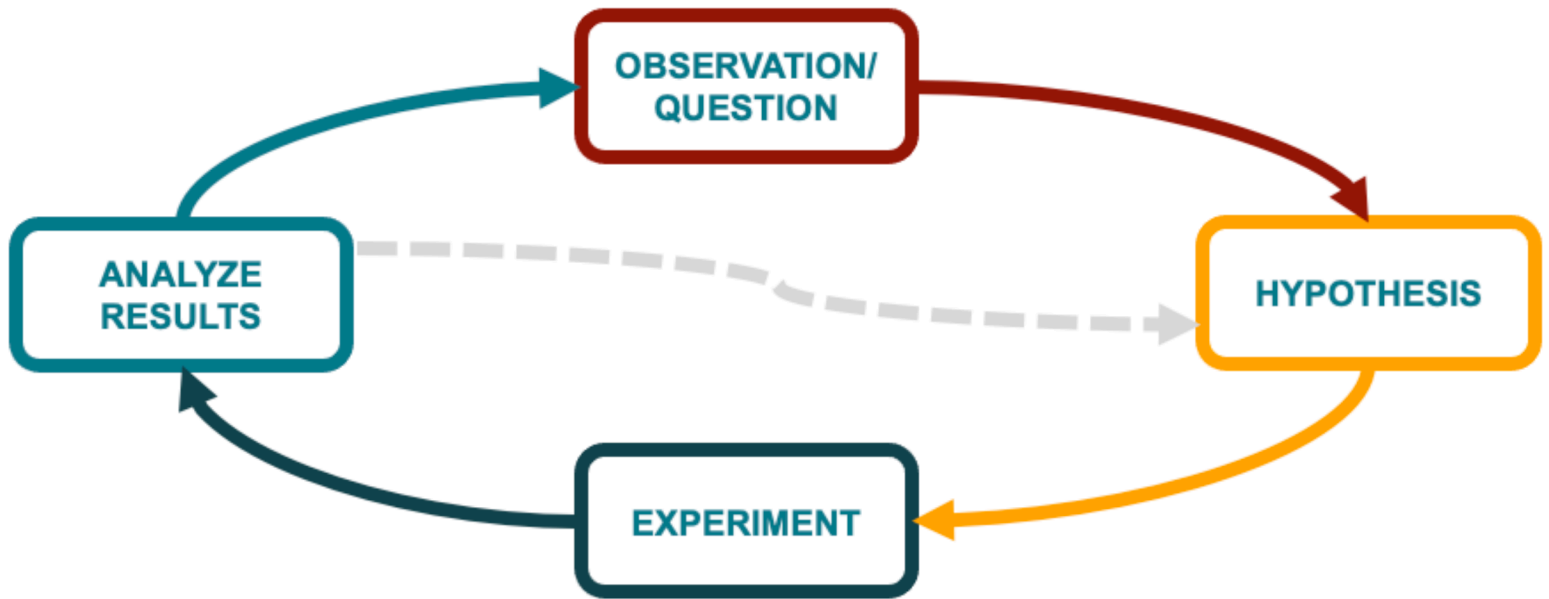 OBSERVATION/
QUESTION
ANALYZE
RESULTS
HYPOTHESIS
EXPERIMENT